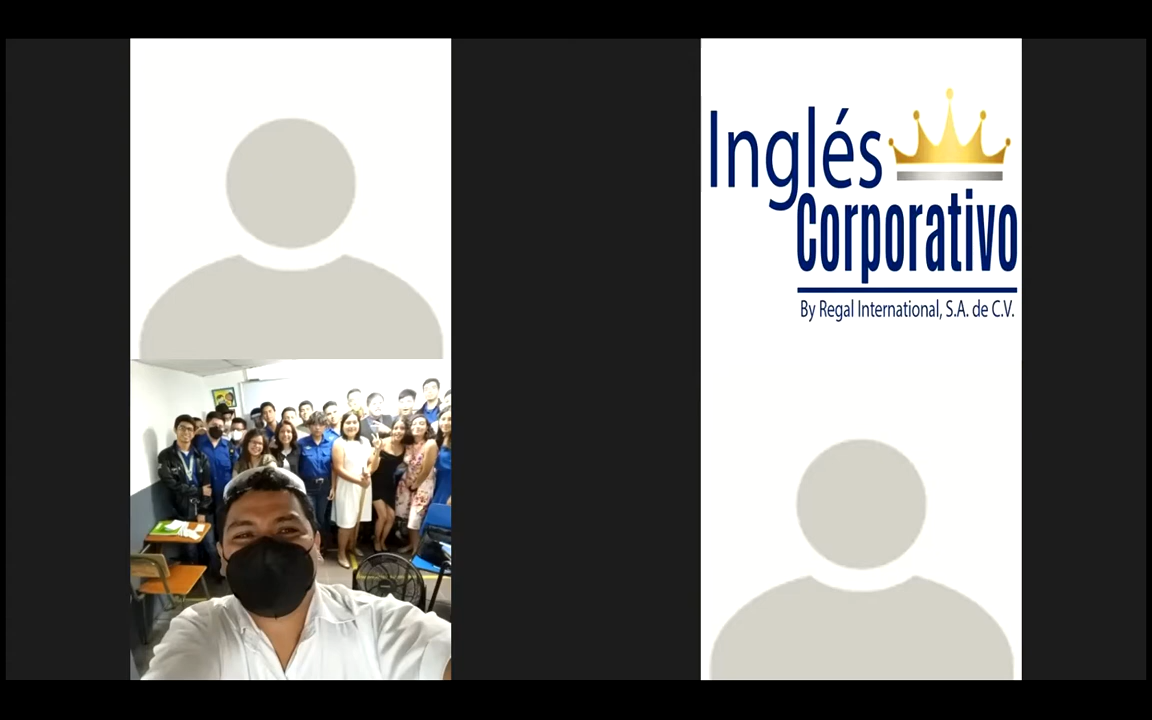 Inglés
Corporativo
By Regal International, S.A. de C.V.